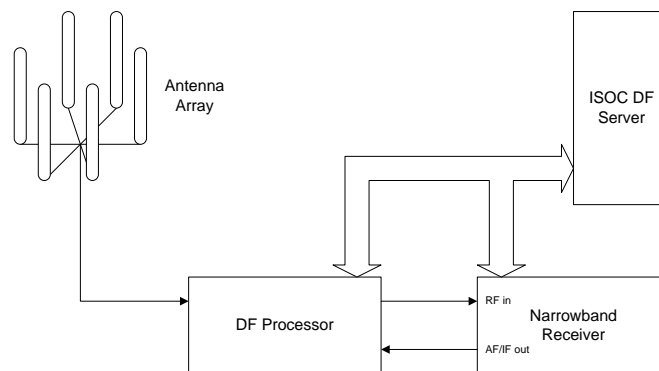 Antenna
Array
ISOC DF
Server
DF Processor
RF in
AF/IF out
Narrowband
Receiver